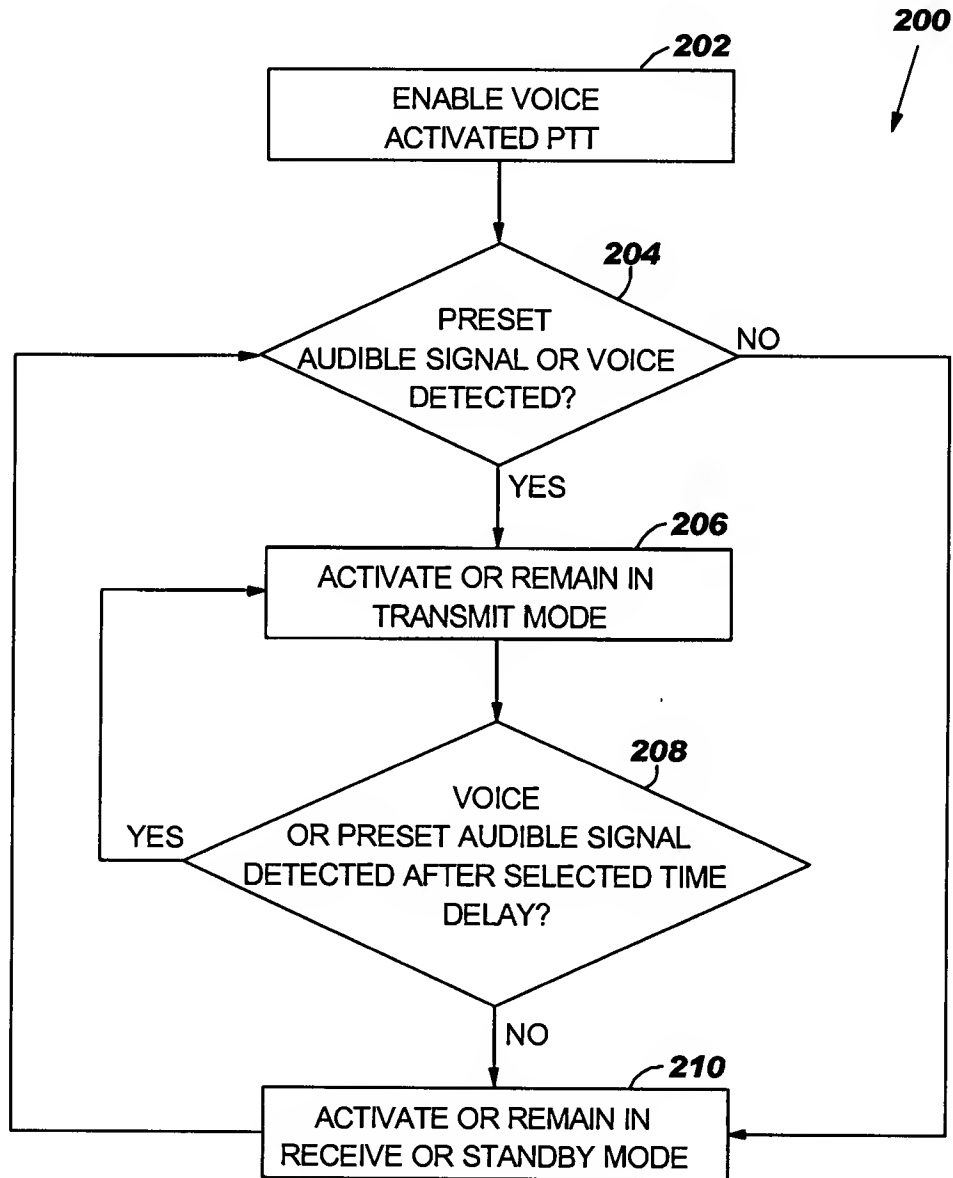 200
202
ENABLE VOICE
ACTIVATED PTT
204
PRESET
AUDIBLE SIGNAL OR VOICE
DETECTED?
NO
YES
206
ACTIVATE OR REMAIN IN
TRANSMIT MODE
208
VOICE
OR PRESET AUDIBLE SIGNAL
DETECTED AFTER SELECTED TIME
DELAY?
YES
NO
210
ACTIVATE OR REMAIN IN
RECEIVE OR STANDBY MODE